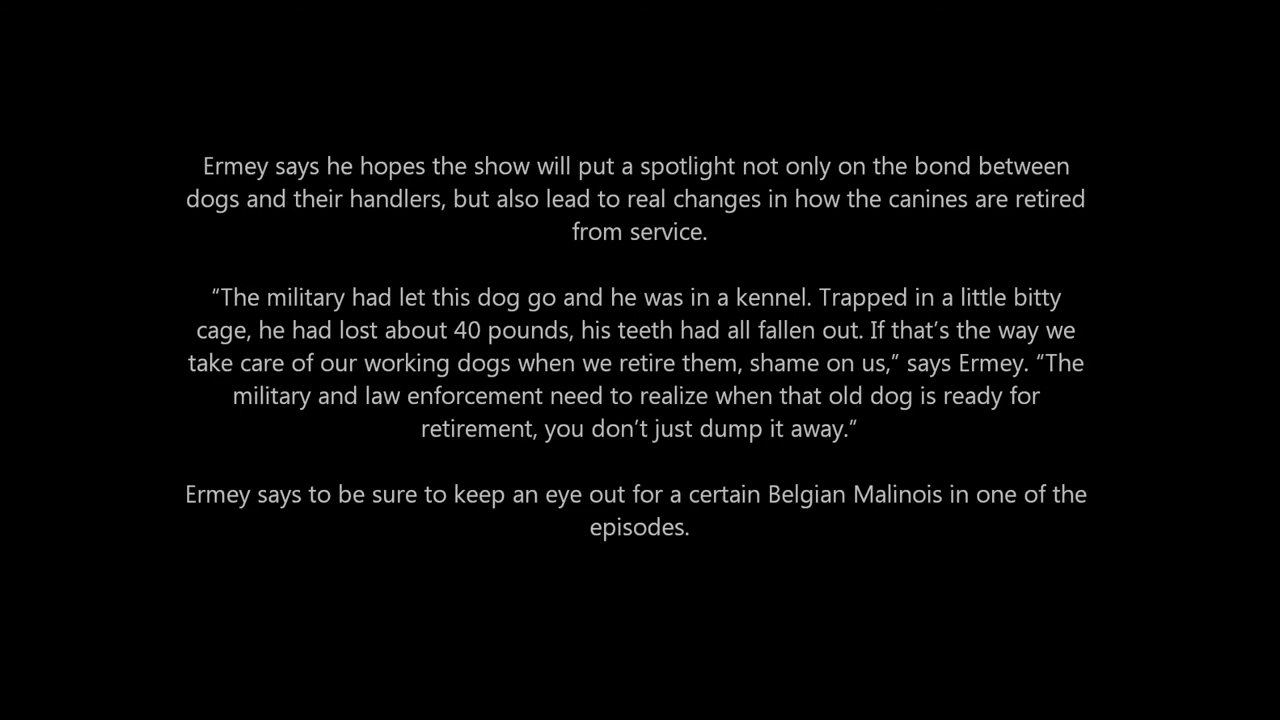 Ermey says he hopes the show will put a spotlight not only on the bond between
dogs and their handlers, but also lead to real changes in how the canines are retired
from service.
“The military had let this dog go and he was in a kennel. Trapped in a little bitty
cage, he had lost about 40 pounds, his teeth had all fallen out. If that’s the way we
take care of our working dogs when we retire them, shame on us,” says Ermey. “The
military and law enforcement need to realize when that old dog is ready for
retirement, you don’t just dump it away.”
Ermey says to be sure to keep an eye out for a certain Belgian Malinois in one of the
episodes.